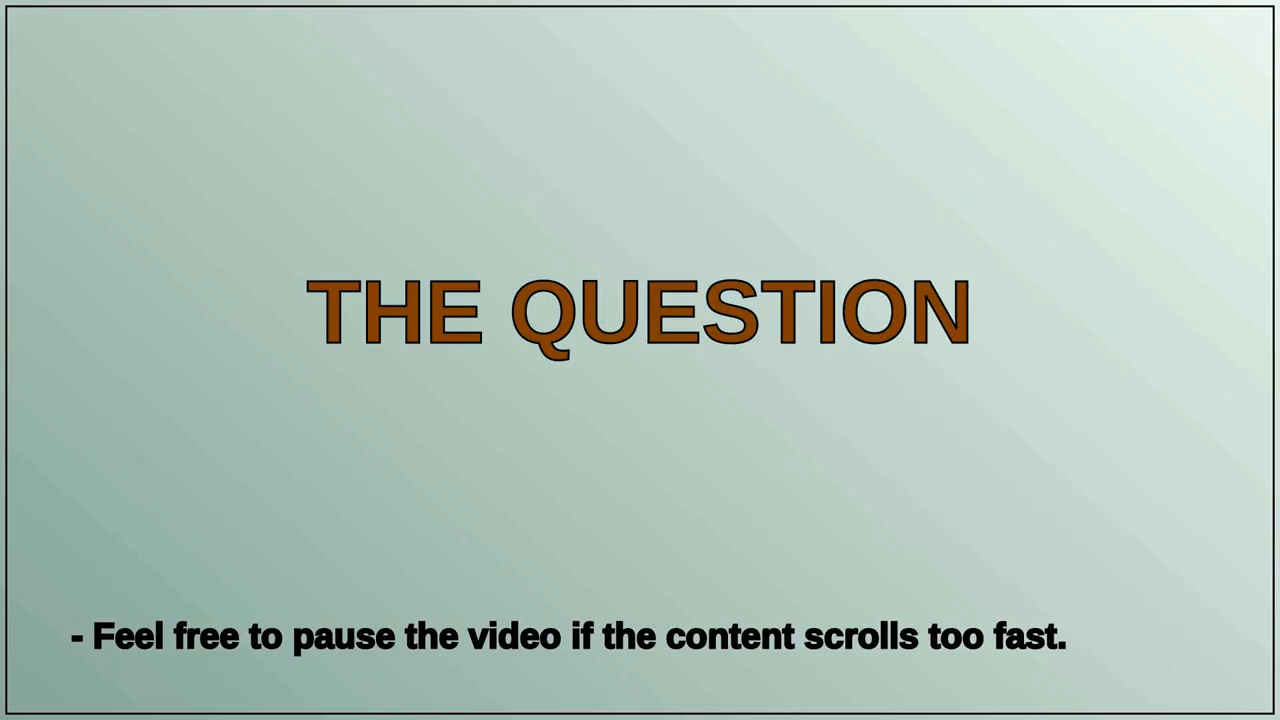 THE QUESTION
- Feel free to pause the video if the content scrolls too fast.